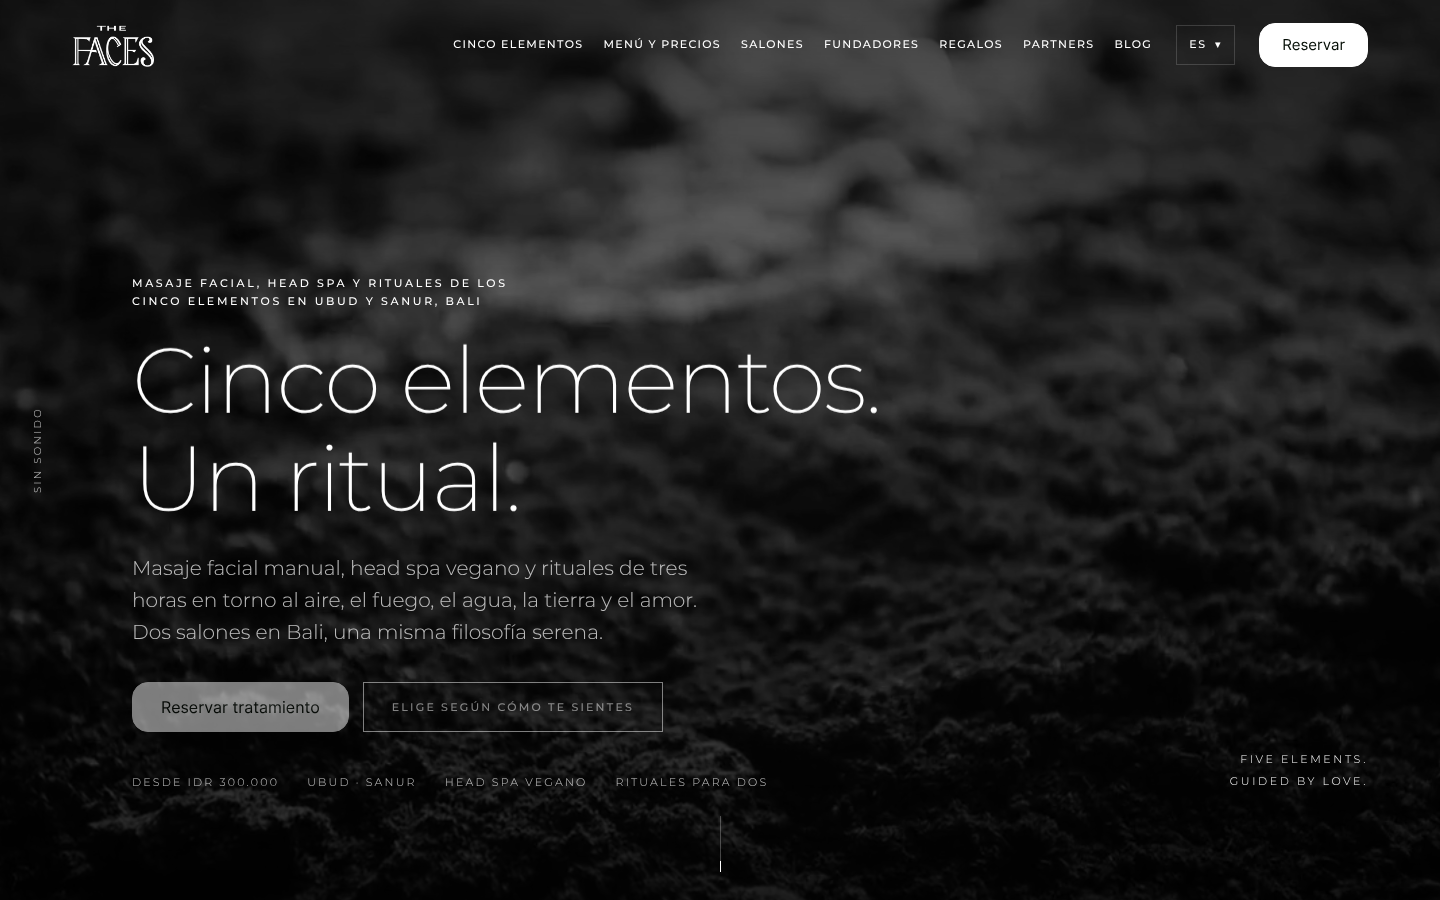 THE
FACES
CINCO ELEMENTOS
MENÚ Y PRECIOS
SALONES
FUNDADORES
REGALOS
PARTNERS
BLOG
ES ▾
Reservar
MASAJE FACIAL, HEAD SPA Y RITUALES DE LOS
CINCO ELEMENTOS EN UBUD Y SANUR, BALI
Cinco elementos.
Un ritual.
SIN SONIDO
Masaje facial manual, head spa vegano y rituales de tres
horas en torno al aire, el fuego, el agua, la tierra y el amor.
Dos salones en Bali, una misma filosofía serena.
Reservar tratamiento
ELIGE SEGÚN CÓMO TE SIENTES
DESDE IDR 300.000
UBUD · SANUR
HEAD SPA VEGANO
RITUALES PARA DOS
FIVE ELEMENTS.
GUIDED BY LOVE.